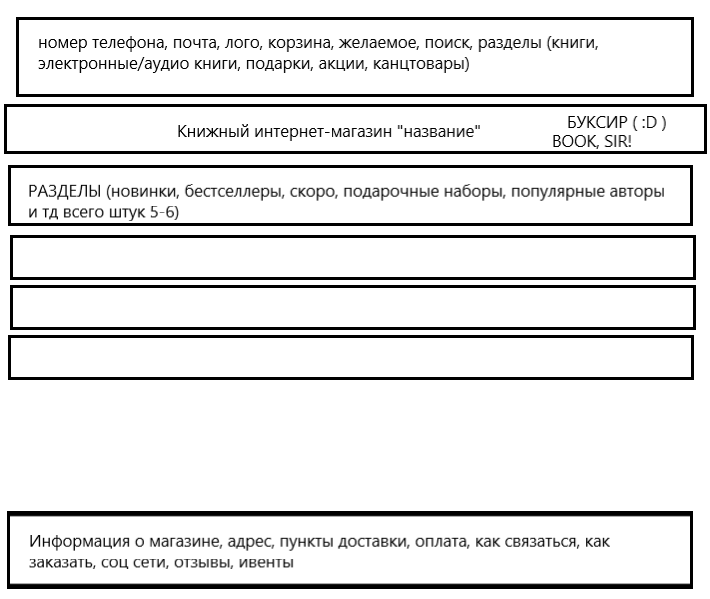 номер телефона, почта, лого, корзина, желаемое, поиск, разделы (книги,
электронные/аудио книги, подарки, акции, канцтовары)
Книжный интернет-магазин "название"
БУКСИР ( :D )
BOOK, SIR!
РАЗДЕЛЫ (новинки, бестселлеры, скоро, подарочные наборы, популярные авторы
и тд всего штук 5-6)
Информация о магазине, адрес, пункты доставки, оплата, как связаться, как
заказать, соц сети, отзывы, ивенты